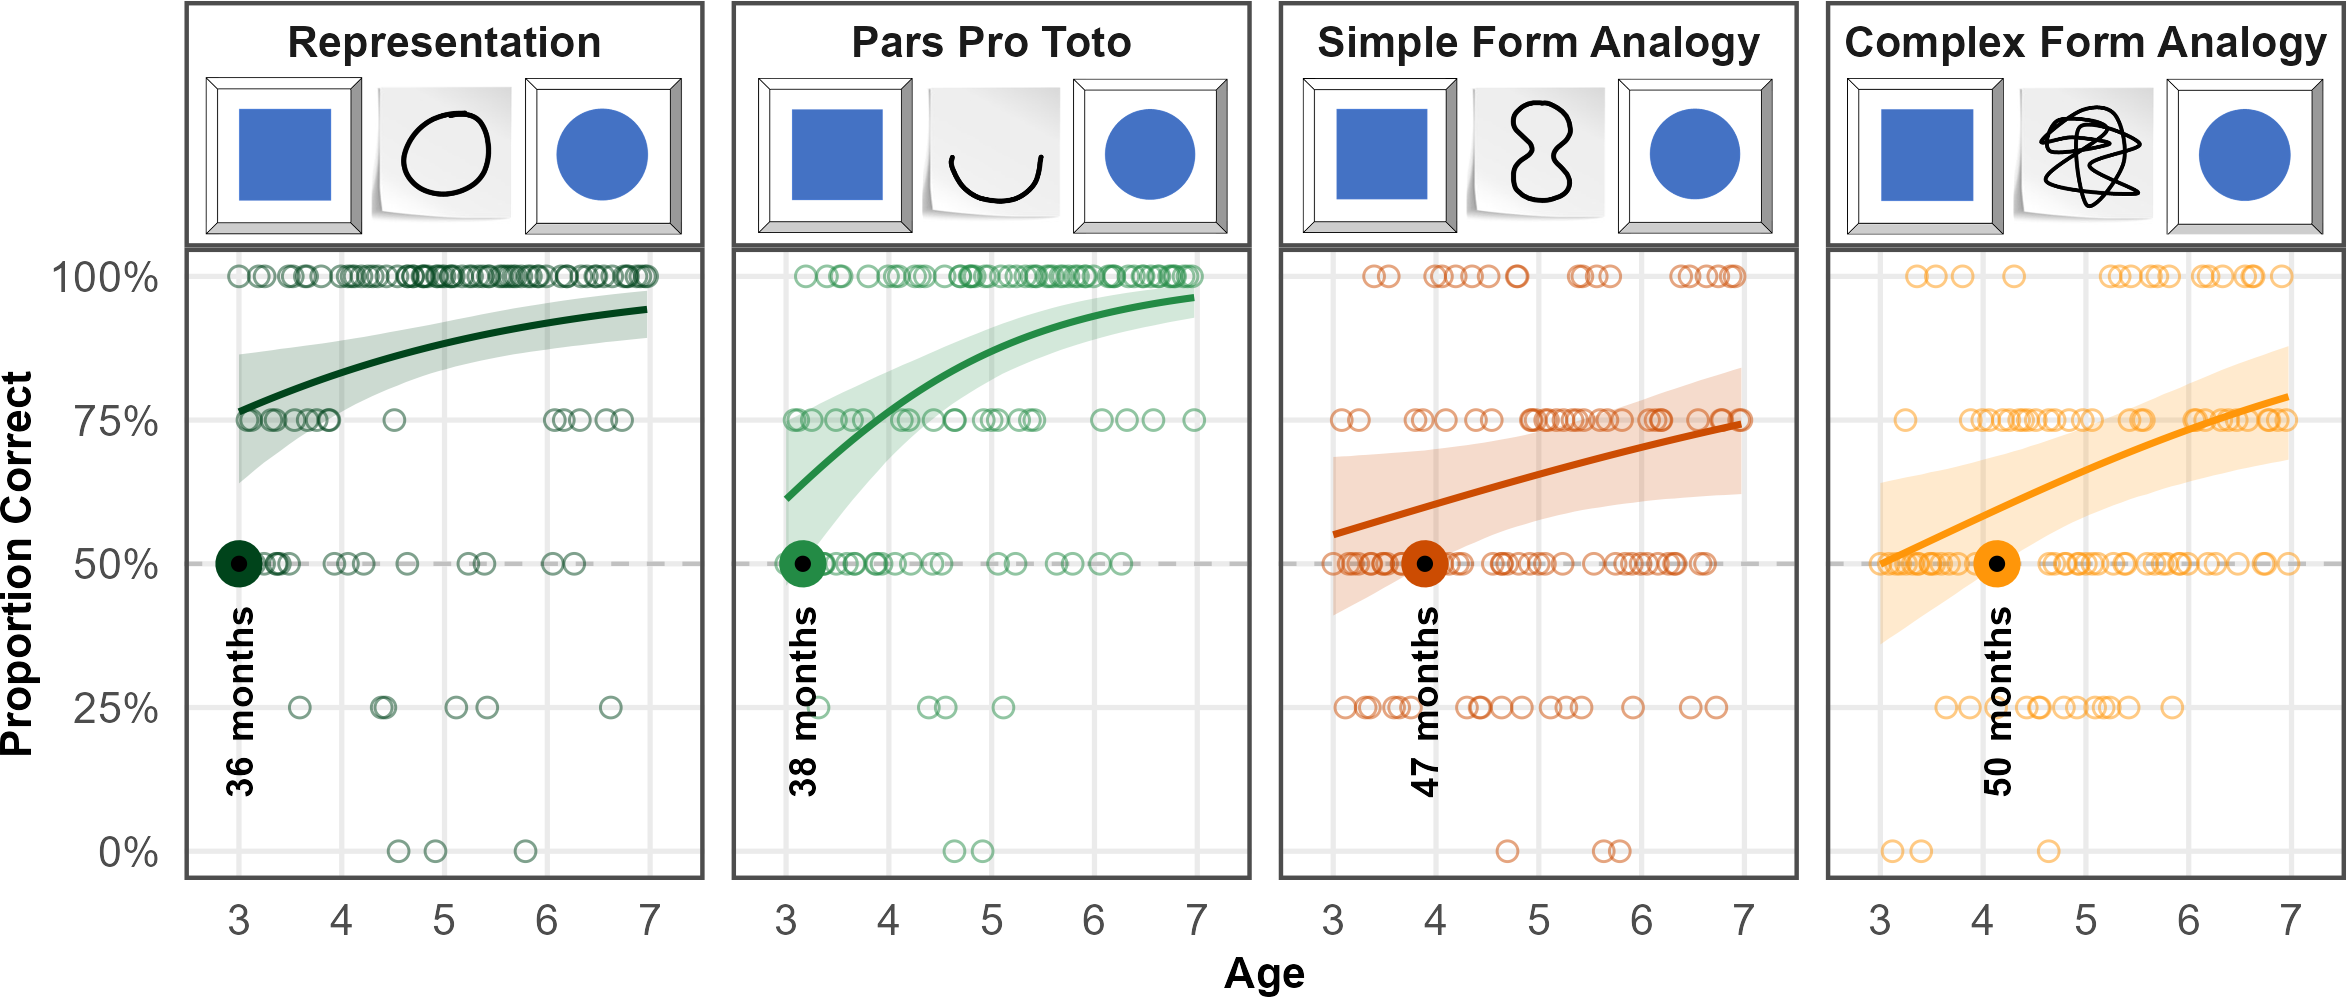 Representation
Pars Pro Toto
Simple Form Analogy
Complex Form Analogy
Proportion Correct
100%
75%
50%
25%
0%
36 months
38 months
47 months
50 months
3 4 5 6 7
3 4 5 6 7
3 4 5 6 7
3 4 5 6 7
Age